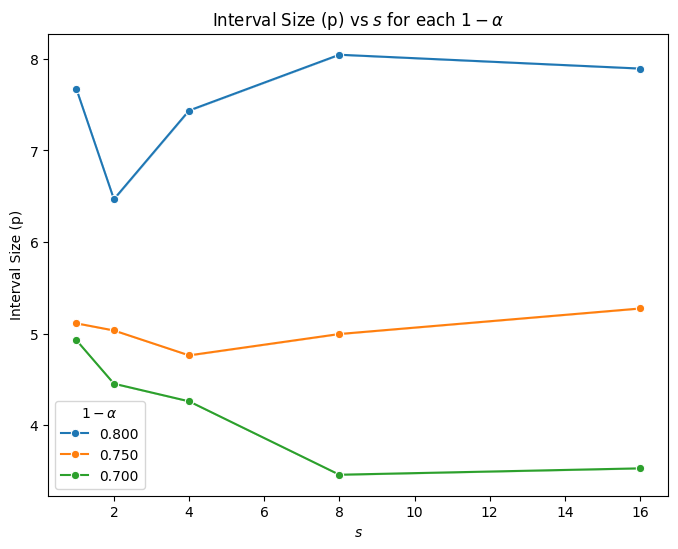 Interval Size (p) vs s for each 1 − α
8
7
6
5
4
Interval Size (p)
1 − α
0.800
0.750
0.700
2 4 6 8 10 12 14 16
s